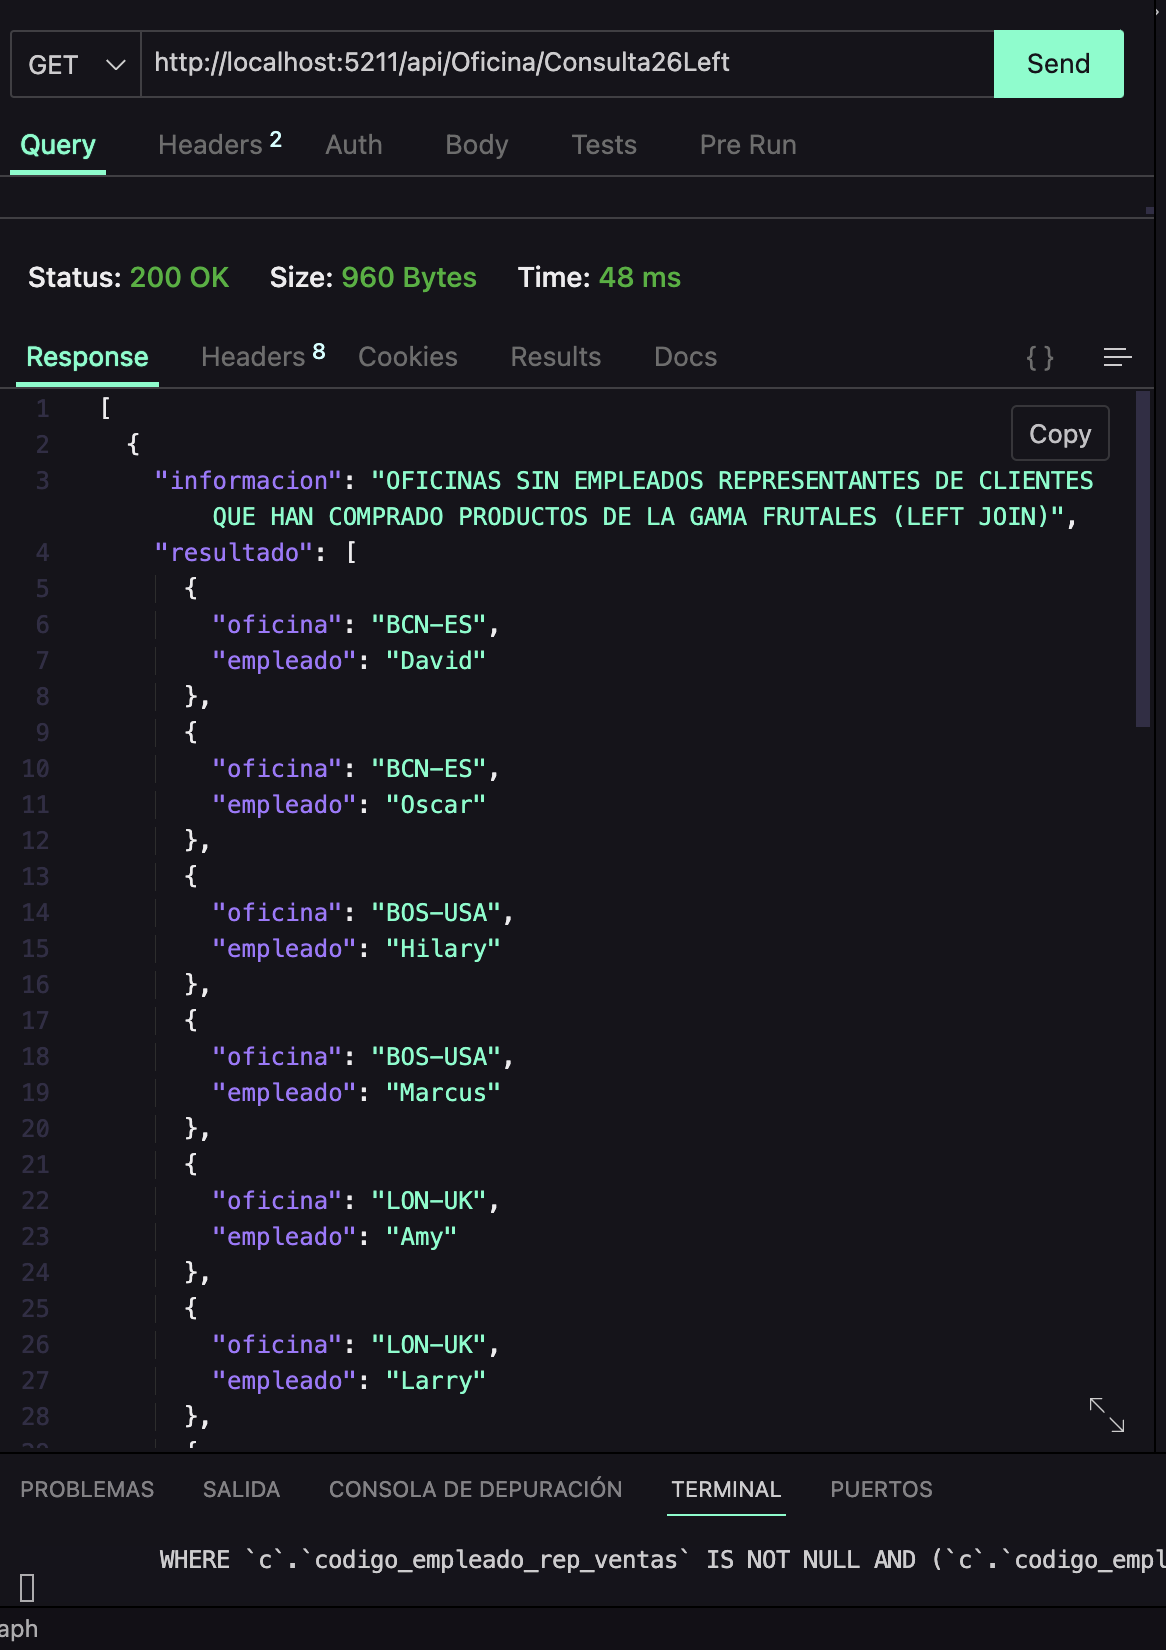 GET http://localhost:5211/api/Oficina/Consulta26Left Send
Query Headers 2 Auth Body Tests Pre Run
Status: 200 OK Size: 960 Bytes Time: 48 ms
Response Headers 8 Cookies Results Docs { }
Copy
1 [
2 {
3 "informacion": "OFICINAS SIN EMPLEADOS REPRESENTANTES DE CLIENTES
QUE HAN COMPRADO PRODUCTOS DE LA GAMA FRUTALES (LEFT JOIN)",
4 "resultado": [
5 {
6 "oficina": "BCN-ES",
7 "empleado": "David"
8 },
9 {
10 "oficina": "BCN-ES",
11 "empleado": "Oscar"
12 },
13 {
14 "oficina": "BOS-USA",
15 "empleado": "Hilary"
16 },
17 {
18 "oficina": "BOS-USA",
19 "empleado": "Marcus"
20 },
21 {
22 "oficina": "LON-UK",
23 "empleado": "Amy"
24 },
25 {
26 "oficina": "LON-UK",
27 "empleado": "Larry"
28 },
29 {
PROBLEMAS SALIDA CONSOLA DE DEPURACIÓN TERMINAL PUERTOS
WHERE `c`.`codigo_empleado_rep_ventas` IS NOT NULL AND (`c`.`codigo_empl
aph